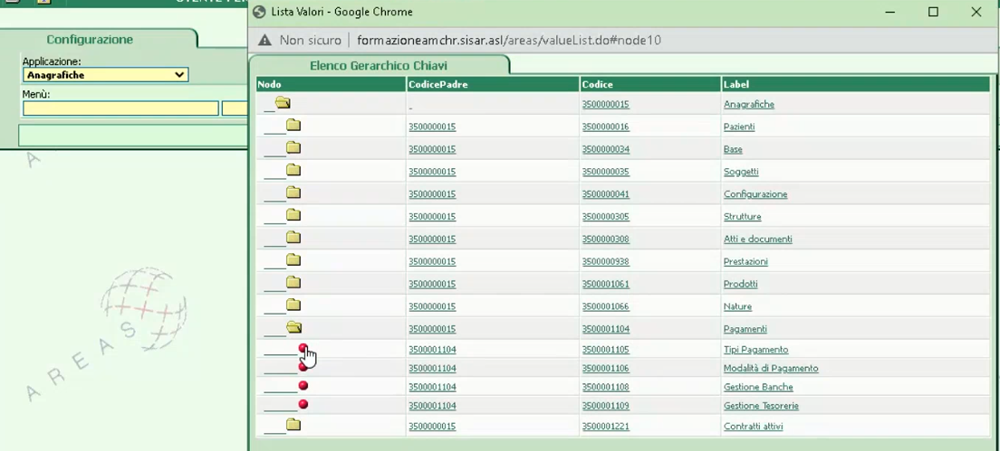 Lista Valori - Google Chrome
Non sicuro formazioneamchr.sisar.asl/areas/valueList.do#node10
Configurazione
Applicazione:
Anagrafiche
Menù:
AREAS
Elenco Gerarchico Chiavi
Nodo CodicePadre Codice Label
- 3500000015 Anagrafiche
3500000015 3500000016 Pazienti
3500000015 3500000034 Base
3500000015 3500000035 Soggetti
3500000015 3500000041 Configurazione
3500000015 3500000305 Strutture
3500000015 3500000308 Atti e documenti
3500000015 3500000938 Prestazioni
3500000015 3500001061 Prodotti
3500000015 3500001066 Nature
3500000015 3500001104 Pagamenti
3500001104 3500001105 Tipi Pagamento
3500001104 3500001106 Modalità di Pagamento
3500001104 3500001108 Gestione Banche
3500001104 3500001109 Gestione Tesorerie
3500000015 3500001221 Contratti attivi